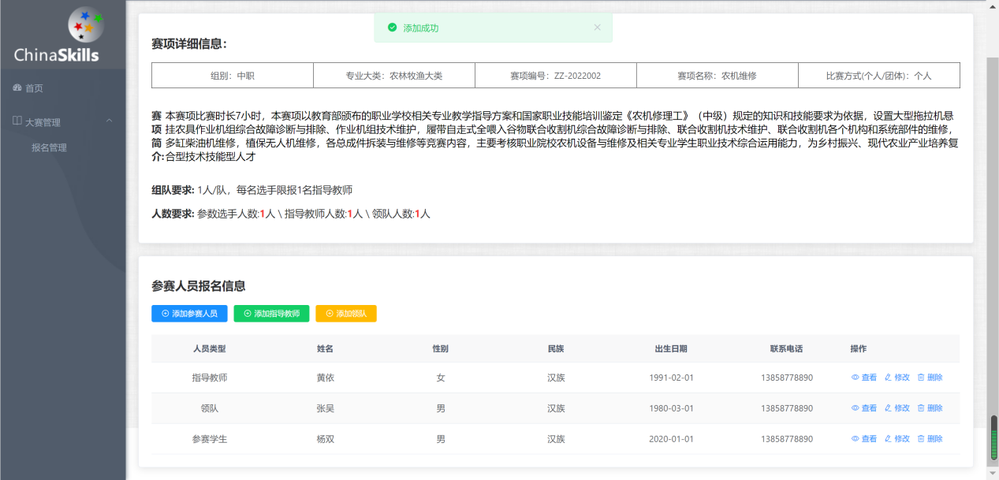 ChinaSkills
首页
大赛管理
报名管理
添加成功
赛项详细信息：
组别：中职
专业大类：农林牧渔大类
赛项编号：ZZ-2022002
赛项名称：农机维修
比赛方式(个人/团体)：个人
赛项简介:
本赛项比赛时长7小时，本赛项以教育部颁布的职业学校相关专业教学指导方案和国家职业技能培训鉴定《农机修理工》（中级）规定的知识和技能要求为依据，设置大型拖拉机悬
挂农具作业机组综合故障诊断与排除、作业机组技术维护，履带自走式全喂入谷物联合收割机综合故障诊断与排除、联合收割机技术维护、联合收割机各个机构和系统部件的维修，
多缸柴油机维修，植保无人机维修，各总成件拆装与维修等竞赛内容，主要考核职业院校农机设备与维修及相关专业学生职业技术综合运用能力，为乡村振兴、现代农业产业培养复
合型技术技能型人才
组队要求: 1人/队，每名选手限报1名指导教师
人数要求: 参数选手人数:1人 \ 指导教师人数:1人 \ 领队人数:1人
参赛人员报名信息
添加参赛人员
添加指导教师
添加领队
人员类型 姓名 性别 民族 出生日期 联系电话 操作
指导教师 黄依 女 汉族 1991-02-01 13858778890 查看 修改 删除
领队 张吴 男 汉族 1980-03-01 13858778890 查看 修改 删除
参赛学生 杨双 男 汉族 2020-01-01 13858778890 查看 修改 删除